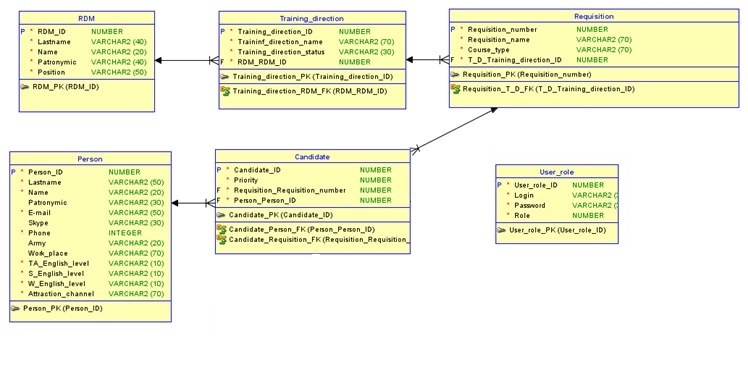 RDM
P * RDM_ID NUMBER
* Lastname VARCHAR2 (40)
* Name VARCHAR2 (20)
* Patronymic VARCHAR2 (40)
* Position VARCHAR2 (50)
RDM_PK (RDM_ID)
Training_direction
P * Training_direction_ID NUMBER
* Traininf_direction_name VARCHAR2 (70)
* Training_direction_status VARCHAR2 (30)
F * RDM_RDM_ID NUMBER
Training_direction_PK (Training_direction_ID)
Training_direction_RDM_FK (RDM_RDM_ID)
Requisition
P * Requisition_number NUMBER
* Requisition_name VARCHAR2 (70)
* Course_type VARCHAR2 (70)
F * T_D_Training_direction_ID NUMBER
Requisition_PK (Requisition_number)
Requisition_T_D_FK (T_D_Training_direction_ID)
Person
P * Person_ID NUMBER
* Lastname VARCHAR2 (50)
* Name VARCHAR2 (20)
Patronymic VARCHAR2 (30)
* E-mail VARCHAR2 (50)
Skype VARCHAR2 (30)
* Phone INTEGER
Army VARCHAR2 (20)
Work_place VARCHAR2 (70)
* TA_English_level VARCHAR2 (10)
* S_English_level VARCHAR2 (10)
* W_English_level VARCHAR2 (10)
* Attraction_channel VARCHAR2 (70)
Person_PK (Person_ID)
Candidate
P * Candidate_ID NUMBER
* Priority NUMBER
F * Requisition_Requisition_number NUMBER
F * Person_Person_ID NUMBER
Candidate_PK (Candidate_ID)
Candidate_Person_FK (Person_Person_ID)
Candidate_Requisition_FK (Requisition_Requisition_
User_role
P * User_role_ID NUMBER
* Login VARCHAR2 (
* Password VARCHAR2 (
* Role NUMBER
User_role_PK (User_role_ID)